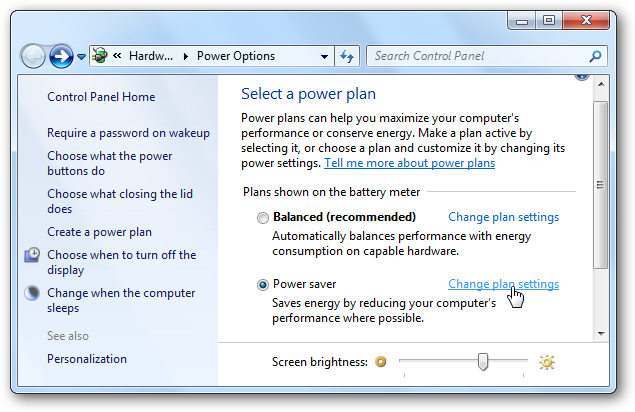 « Hardw... ▸ Power Options
Search Control Panel
Control Panel Home
Require a password on wakeup
Choose what the power
buttons do
Choose what closing the lid
does
Create a power plan
Choose when to turn off the
display
Change when the computer
sleeps
See also
Personalization
Select a power plan
Power plans can help you maximize your computer's
performance or conserve energy. Make a plan active by
selecting it, or choose a plan and customize it by changing its
power settings. Tell me more about power plans
Plans shown on the battery meter
Balanced (recommended) Change plan settings
Automatically balances performance with energy
consumption on capable hardware.
Power saver Change plan settings
Saves energy by reducing your computer's
performance where possible.
Screen brightness: